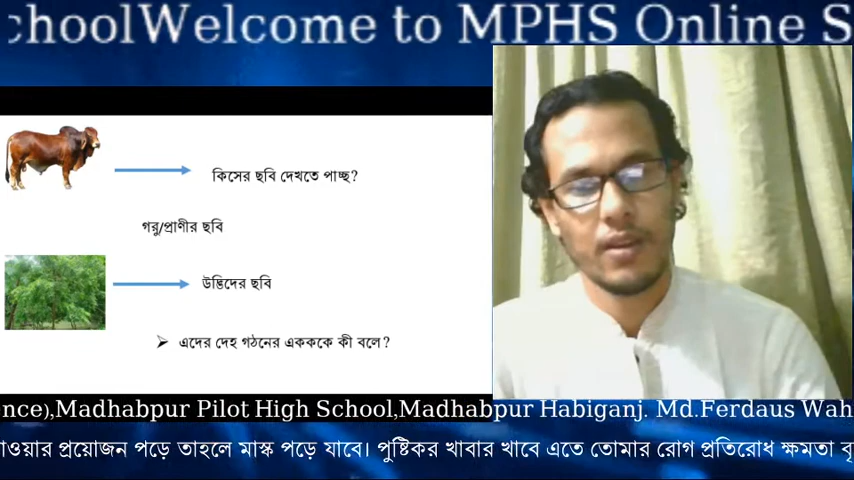 choolWelcome to MPHS Online S
কিসের ছবি দেখতে পাচ্ছ?
গরু/প্রাণীর ছবি
উদ্ভিদের ছবি
➢ এদের দেহ গঠনের একককে কী বলে?
nce),Madhabpur Pilot High School,Madhabpur Habiganj. Md.Ferdaus Wah
াওয়ার প্রয়োজন পড়ে তাহলে মাস্ক পড়ে যাবে। পুষ্টিকর খাবার খাবে এতে তোমার রোগ প্রতিরোধ ক্ষমতা বৃ